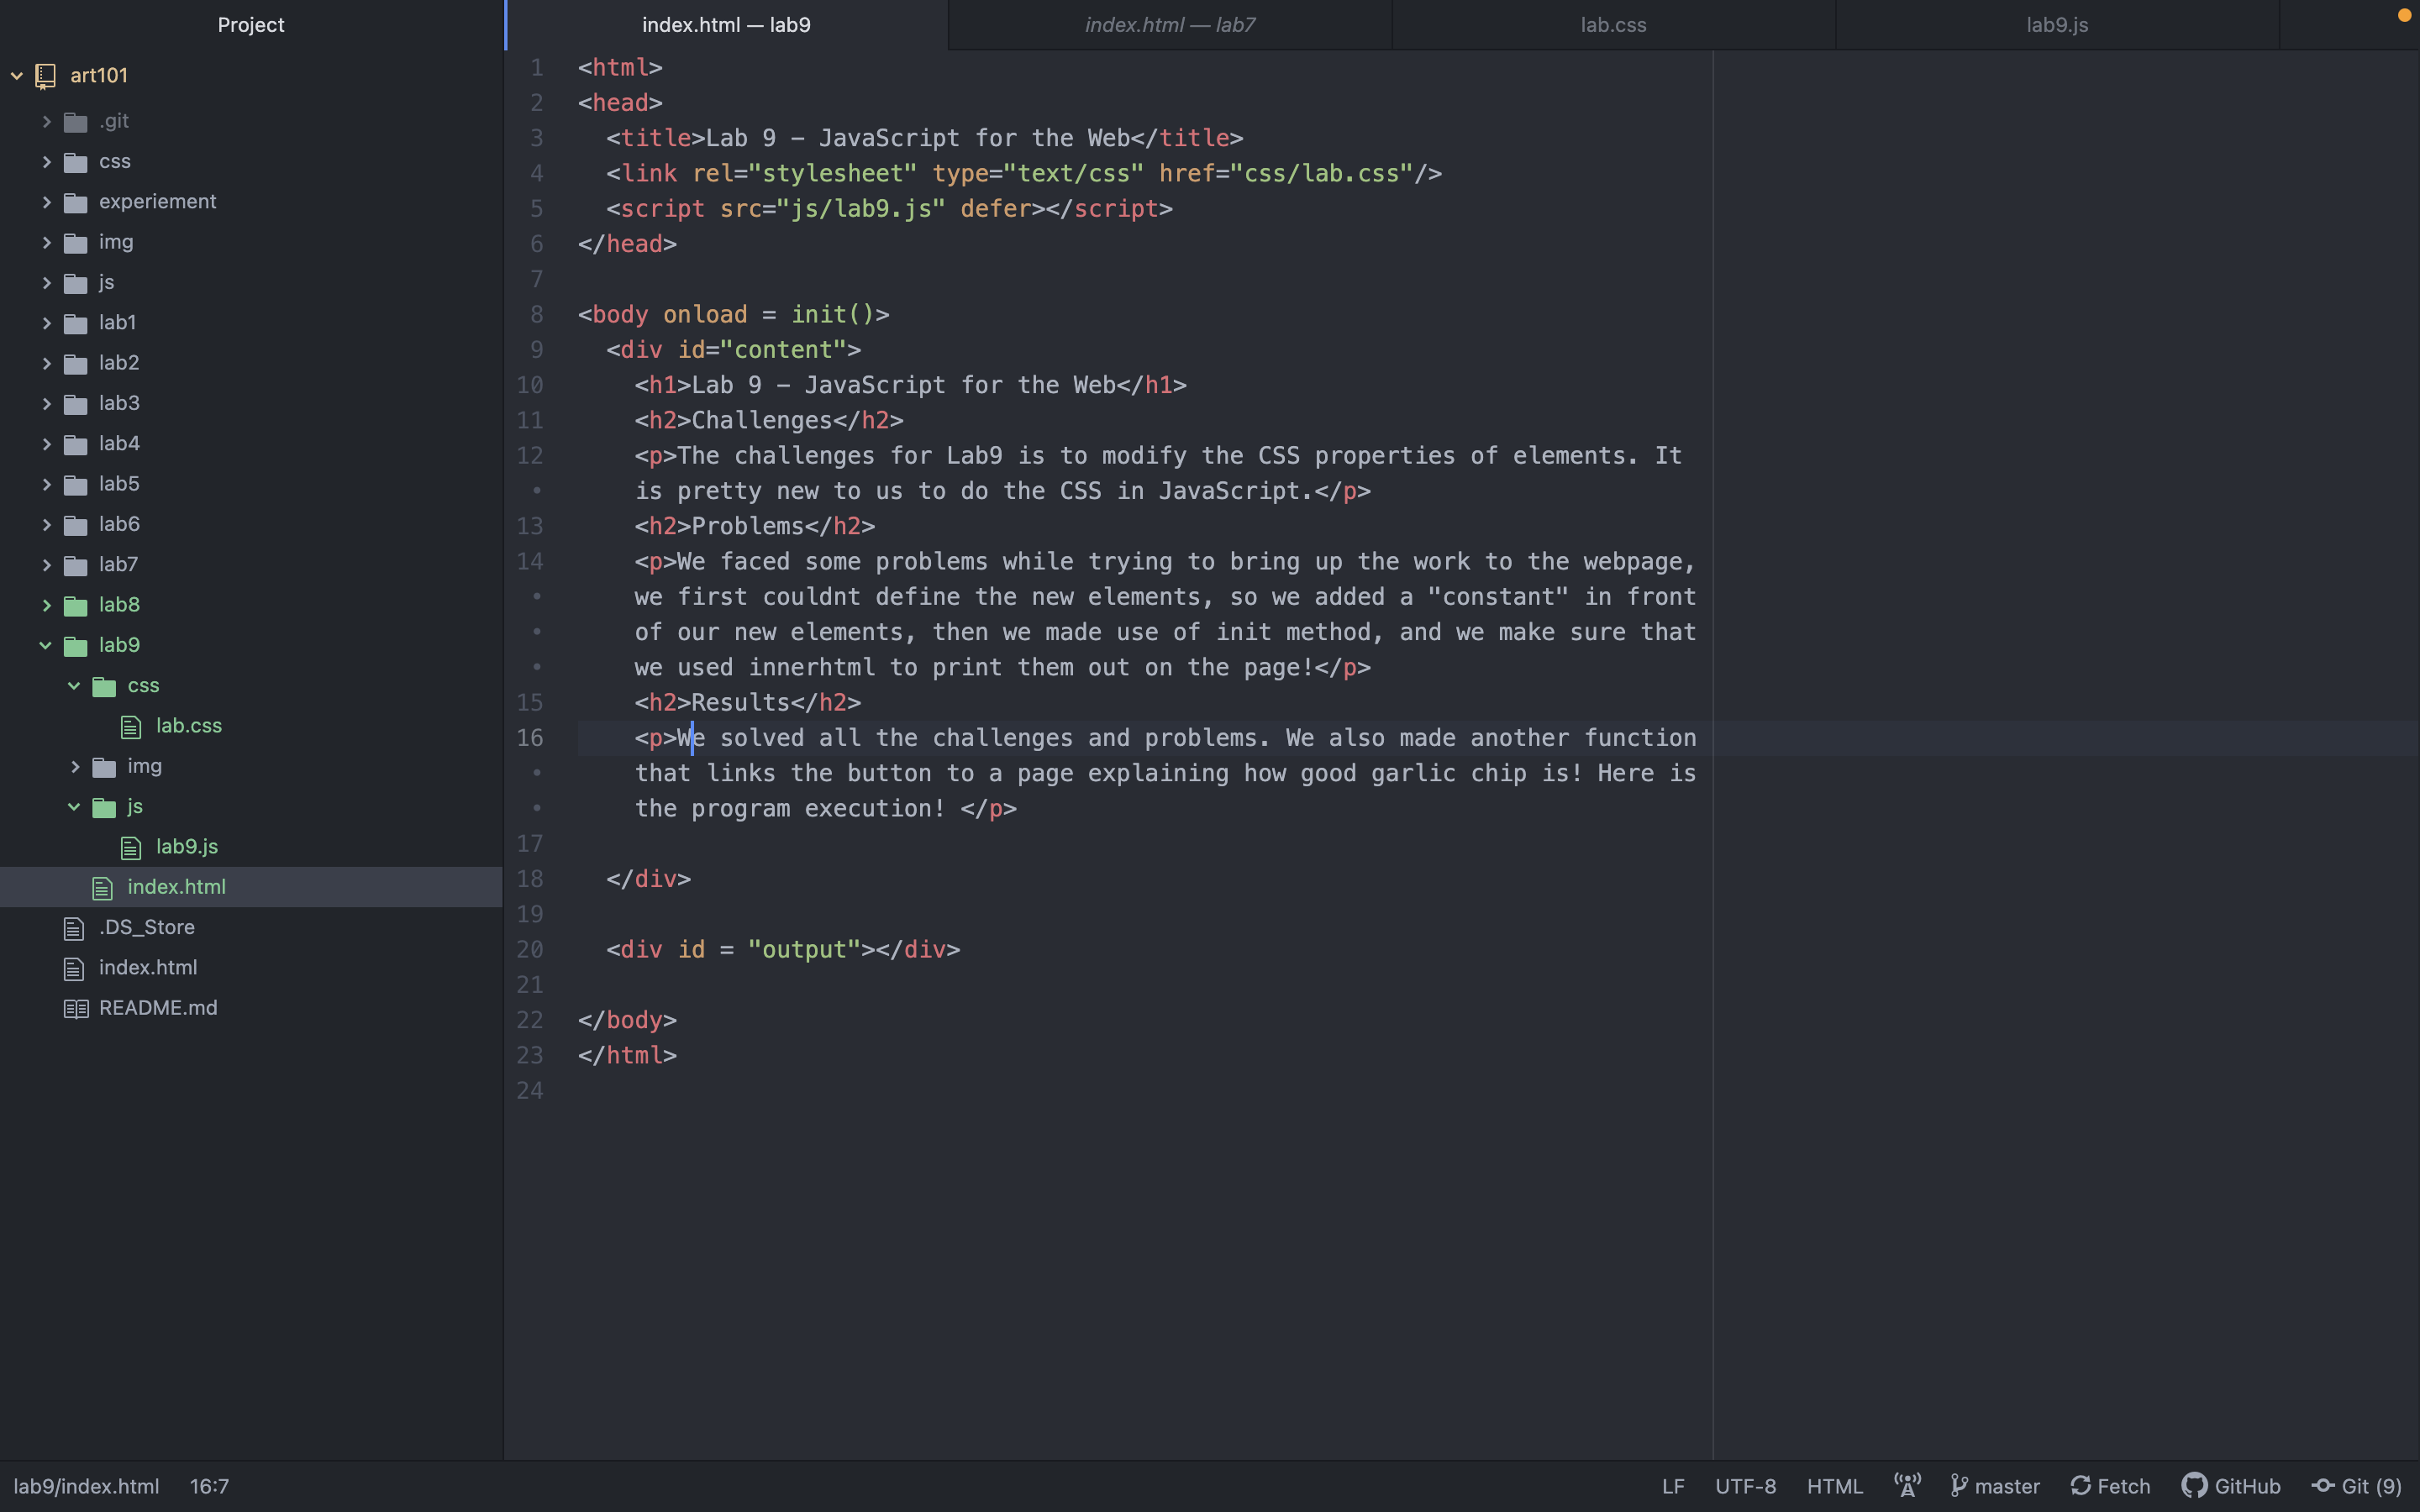 Project
art101
.git
css
experiement
img
js
lab1
lab2
lab3
lab4
lab5
lab6
lab7
lab8
lab9
css
lab.css
img
js
lab9.js
index.html
.DS_Store
index.html
README.md
index.html — lab9
index.html — lab7
lab.css
lab9.js
1 <html>
2 <head>
3 <title>Lab 9 - JavaScript for the Web</title>
4 <link rel="stylesheet" type="text/css" href="css/lab.css"/>
5 <script src="js/lab9.js" defer></script>
6 </head>
7
8 <body onload = init()>
9 <div id="content">
10 <h1>Lab 9 - JavaScript for the Web</h1>
11 <h2>Challenges</h2>
12 <p>The challenges for Lab9 is to modify the CSS properties of elements. It
• is pretty new to us to do the CSS in JavaScript.</p>
13 <h2>Problems</h2>
14 <p>We faced some problems while trying to bring up the work to the webpage,
• we first couldnt define the new elements, so we added a "constant" in front
• of our new elements, then we made use of init method, and we make sure that
• we used innerhtml to print them out on the page!</p>
15 <h2>Results</h2>
16 <p>We solved all the challenges and problems. We also made another function
• that links the button to a page explaining how good garlic chip is! Here is
• the program execution! </p>
17
18 </div>
19
20 <div id = "output"></div>
21
22 </body>
23 </html>
24
lab9/index.html 16:7
LF UTF-8 HTML master Fetch GitHub Git (9)